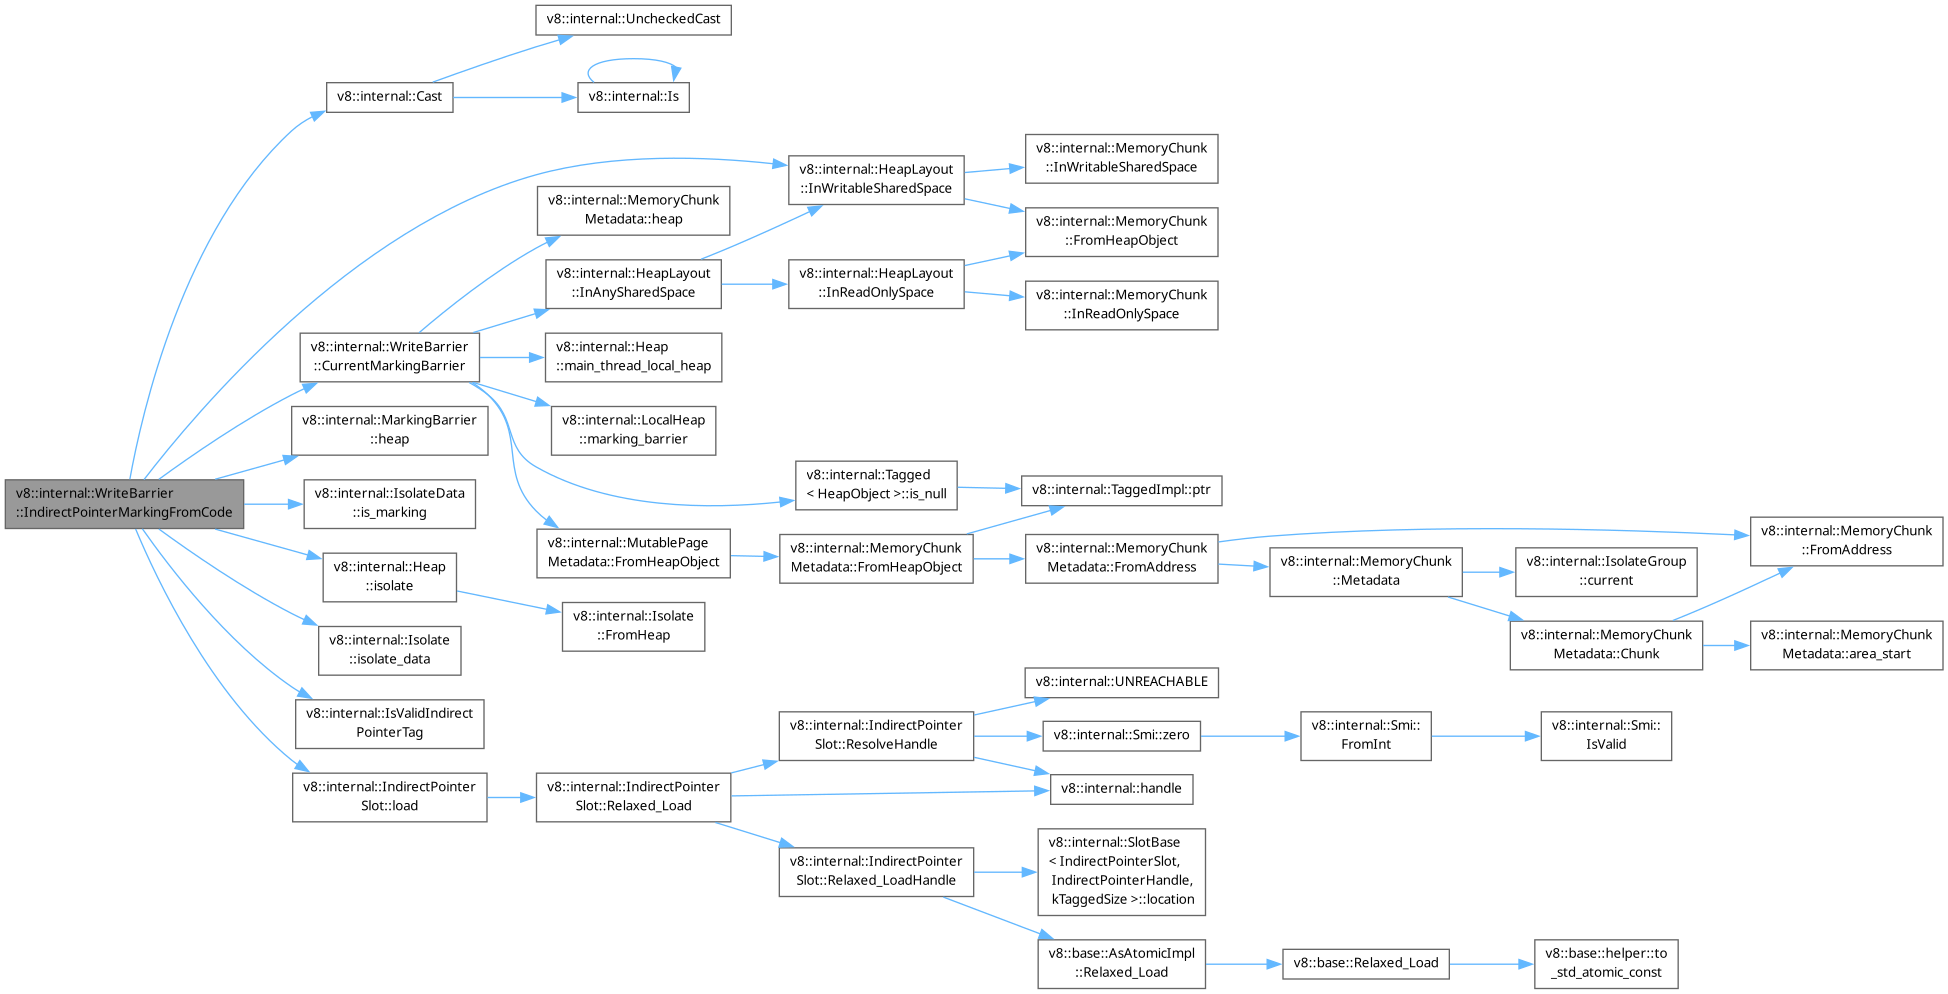 v8::internal::WriteBarrier
::IndirectPointerMarkingFromCode
v8::internal::Cast
v8::internal::UncheckedCast
v8::internal::Is
v8::internal::HeapLayout
::InWritableSharedSpace
v8::internal::MemoryChunk
::InWritableSharedSpace
v8::internal::MemoryChunk
::FromHeapObject
v8::internal::WriteBarrier
::CurrentMarkingBarrier
v8::internal::MemoryChunk
Metadata::heap
v8::internal::HeapLayout
::InAnySharedSpace
v8::internal::HeapLayout
::InReadOnlySpace
v8::internal::MemoryChunk
::InReadOnlySpace
v8::internal::Heap
::main_thread_local_heap
v8::internal::LocalHeap
::marking_barrier
v8::internal::Tagged
< HeapObject >::is_null
v8::internal::TaggedImpl::ptr
v8::internal::MutablePage
Metadata::FromHeapObject
v8::internal::MemoryChunk
Metadata::FromHeapObject
v8::internal::MemoryChunk
Metadata::FromAddress
v8::internal::MemoryChunk
::FromAddress
v8::internal::MemoryChunk
::Metadata
v8::internal::IsolateGroup
::current
v8::internal::MemoryChunk
Metadata::Chunk
v8::internal::MemoryChunk
Metadata::area_start
v8::internal::MarkingBarrier
::heap
v8::internal::IsolateData
::is_marking
v8::internal::Heap
::isolate
v8::internal::Isolate
::FromHeap
v8::internal::Isolate
::isolate_data
v8::internal::IsValidIndirect
PointerTag
v8::internal::IndirectPointer
Slot::load
v8::internal::IndirectPointer
Slot::Relaxed_Load
v8::internal::IndirectPointer
Slot::ResolveHandle
v8::internal::UNREACHABLE
v8::internal::Smi::zero
v8::internal::Smi::
FromInt
v8::internal::Smi::
IsValid
v8::internal::handle
v8::internal::IndirectPointer
Slot::Relaxed_LoadHandle
v8::internal::SlotBase
< IndirectPointerSlot,
IndirectPointerHandle,
kTaggedSize >::location
v8::base::AsAtomicImpl
::Relaxed_Load
v8::base::Relaxed_Load
v8::base::helper::to
_std_atomic_const